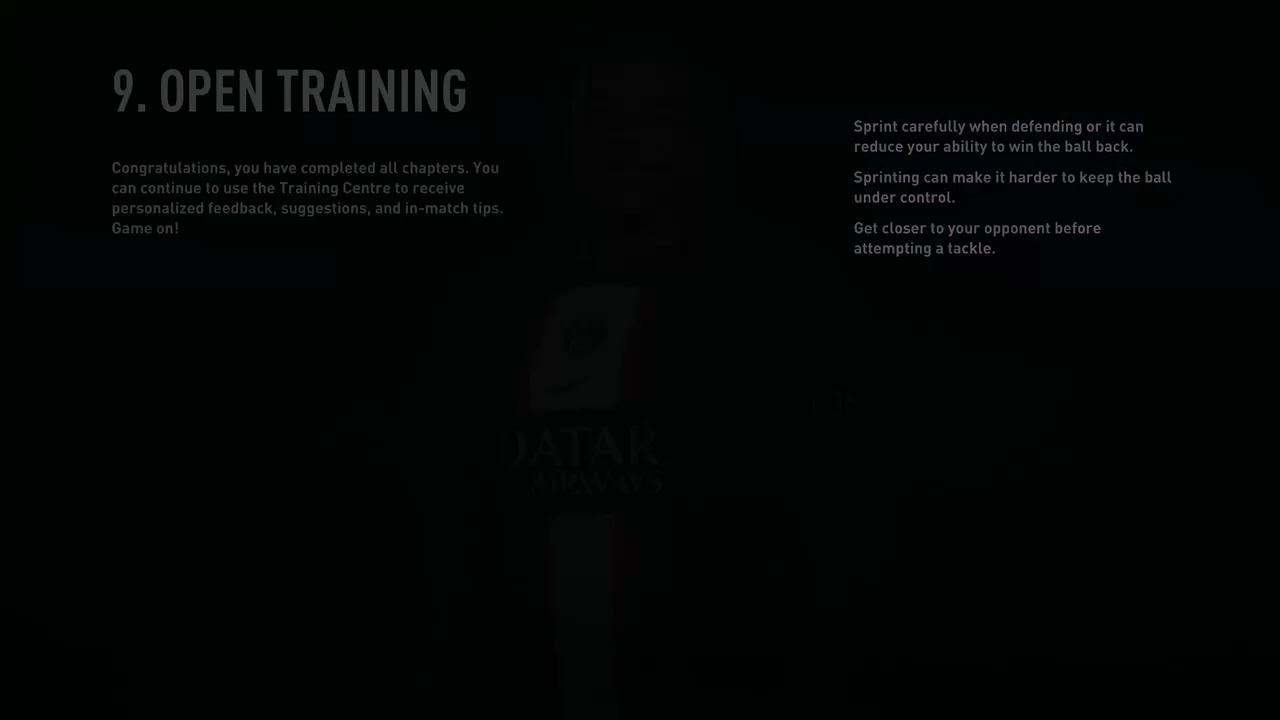 9. OPEN TRAINING
Congratulations, you have completed all chapters. You
can continue to use the Training Centre to receive
personalized feedback, suggestions, and in-match tips.
Game on!
Sprint carefully when defending or it can
reduce your ability to win the ball back.
Sprinting can make it harder to keep the ball
under control.
Get closer to your opponent before
attempting a tackle.
QATAR
AIRWAYS